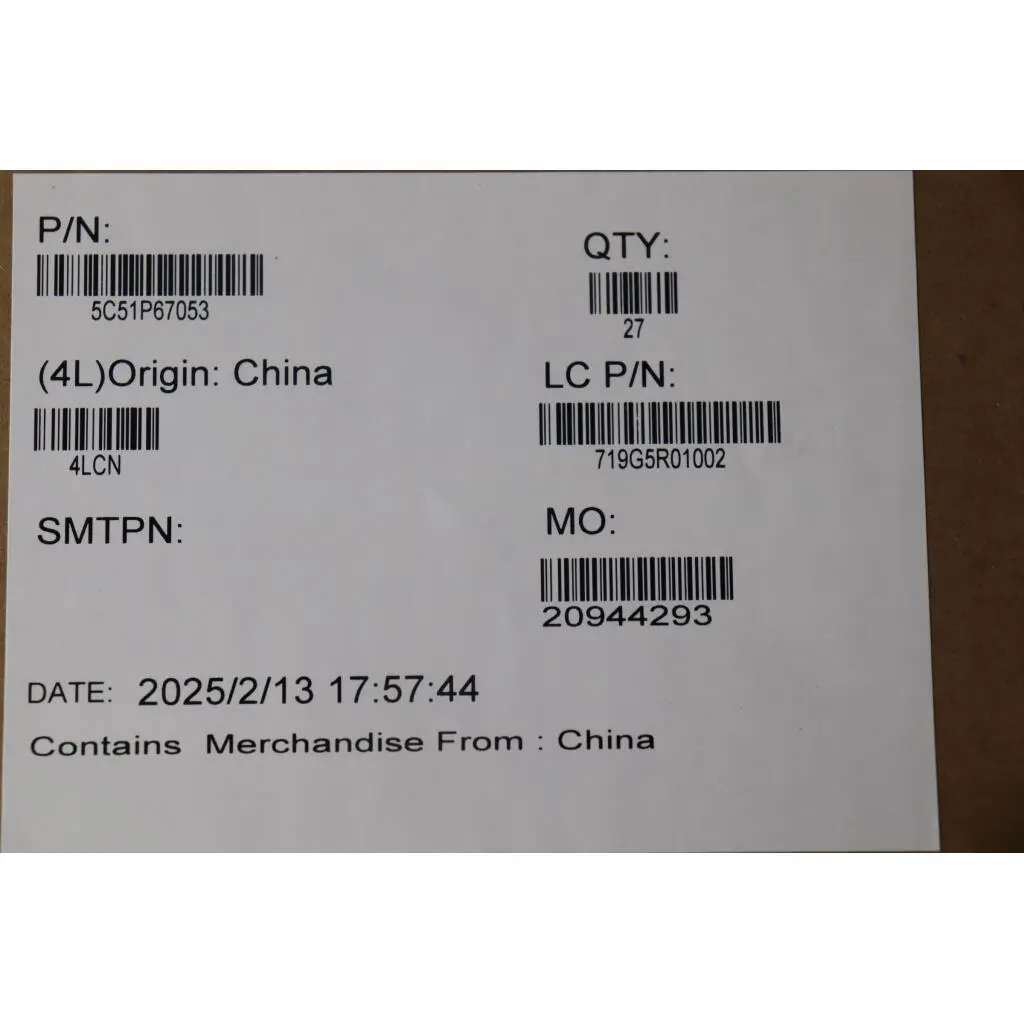 P/N:
5C51P67053
QTY:
27
(4L)Origin: China
4LCN
LC P/N:
719G5R01002
SMTPN:
MO:
20944293
DATE: 2025/2/13 17:57:44
Contains Merchandise From : China